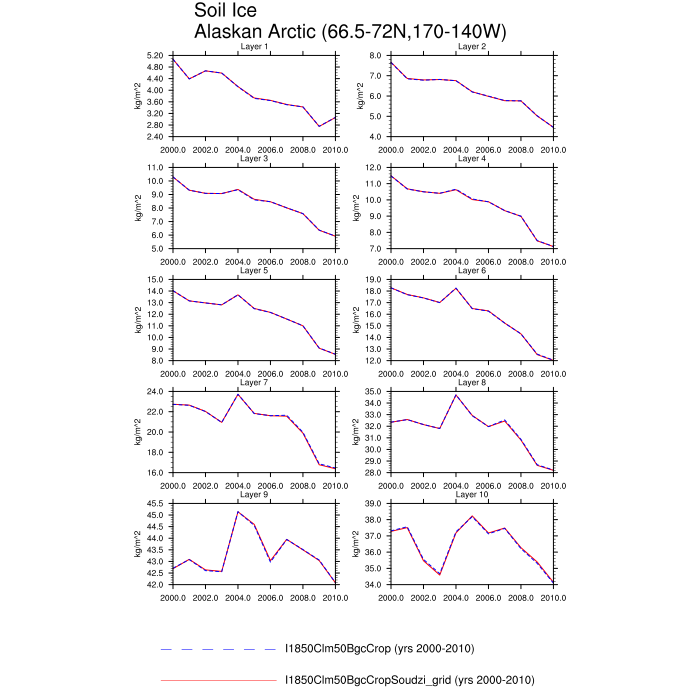 Soil Ice
Alaskan Arctic (66.5-72N,170-140W)
Layer 1
5.20
4.80
4.40
4.00
3.60
3.20
2.80
2.40
kg/m^2
2000.0 2002.0 2004.0 2006.0 2008.0 2010.0
Layer 2
8.0
7.0
6.0
5.0
4.0
kg/m^2
2000.0 2002.0 2004.0 2006.0 2008.0 2010.0
Layer 3
11.0
10.0
9.0
8.0
7.0
6.0
5.0
kg/m^2
2000.0 2002.0 2004.0 2006.0 2008.0 2010.0
Layer 4
12.0
11.0
10.0
9.0
8.0
7.0
kg/m^2
2000.0 2002.0 2004.0 2006.0 2008.0 2010.0
Layer 5
15.0
14.0
13.0
12.0
11.0
10.0
9.0
8.0
kg/m^2
2000.0 2002.0 2004.0 2006.0 2008.0 2010.0
Layer 6
19.0
18.0
17.0
16.0
15.0
14.0
13.0
12.0
kg/m^2
2000.0 2002.0 2004.0 2006.0 2008.0 2010.0
Layer 7
24.0
22.0
20.0
18.0
16.0
kg/m^2
2000.0 2002.0 2004.0 2006.0 2008.0 2010.0
Layer 8
35.0
34.0
33.0
32.0
31.0
30.0
29.0
28.0
kg/m^2
2000.0 2002.0 2004.0 2006.0 2008.0 2010.0
Layer 9
45.5
45.0
44.5
44.0
43.5
43.0
42.5
42.0
kg/m^2
2000.0 2002.0 2004.0 2006.0 2008.0 2010.0
Layer 10
39.0
38.0
37.0
36.0
35.0
34.0
kg/m^2
2000.0 2002.0 2004.0 2006.0 2008.0 2010.0
I1850Clm50BgcCrop (yrs 2000-2010)
I1850Clm50BgcCropSoudzi_grid (yrs 2000-2010)